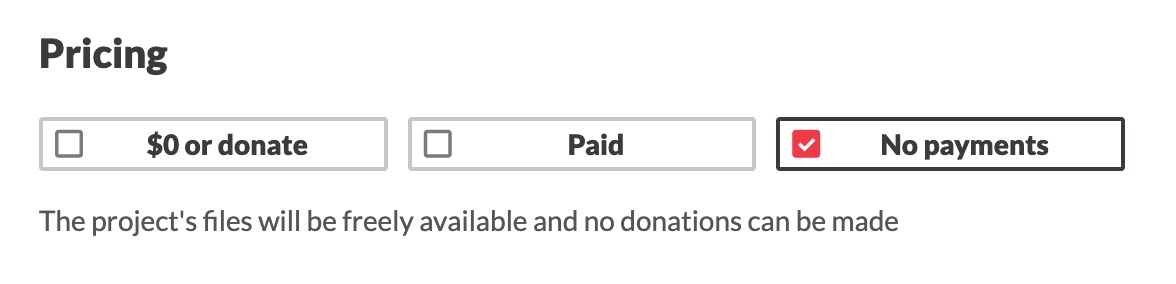 Pricing
$0 or donate
Paid
No payments
The project's files will be freely available and no donations can be made